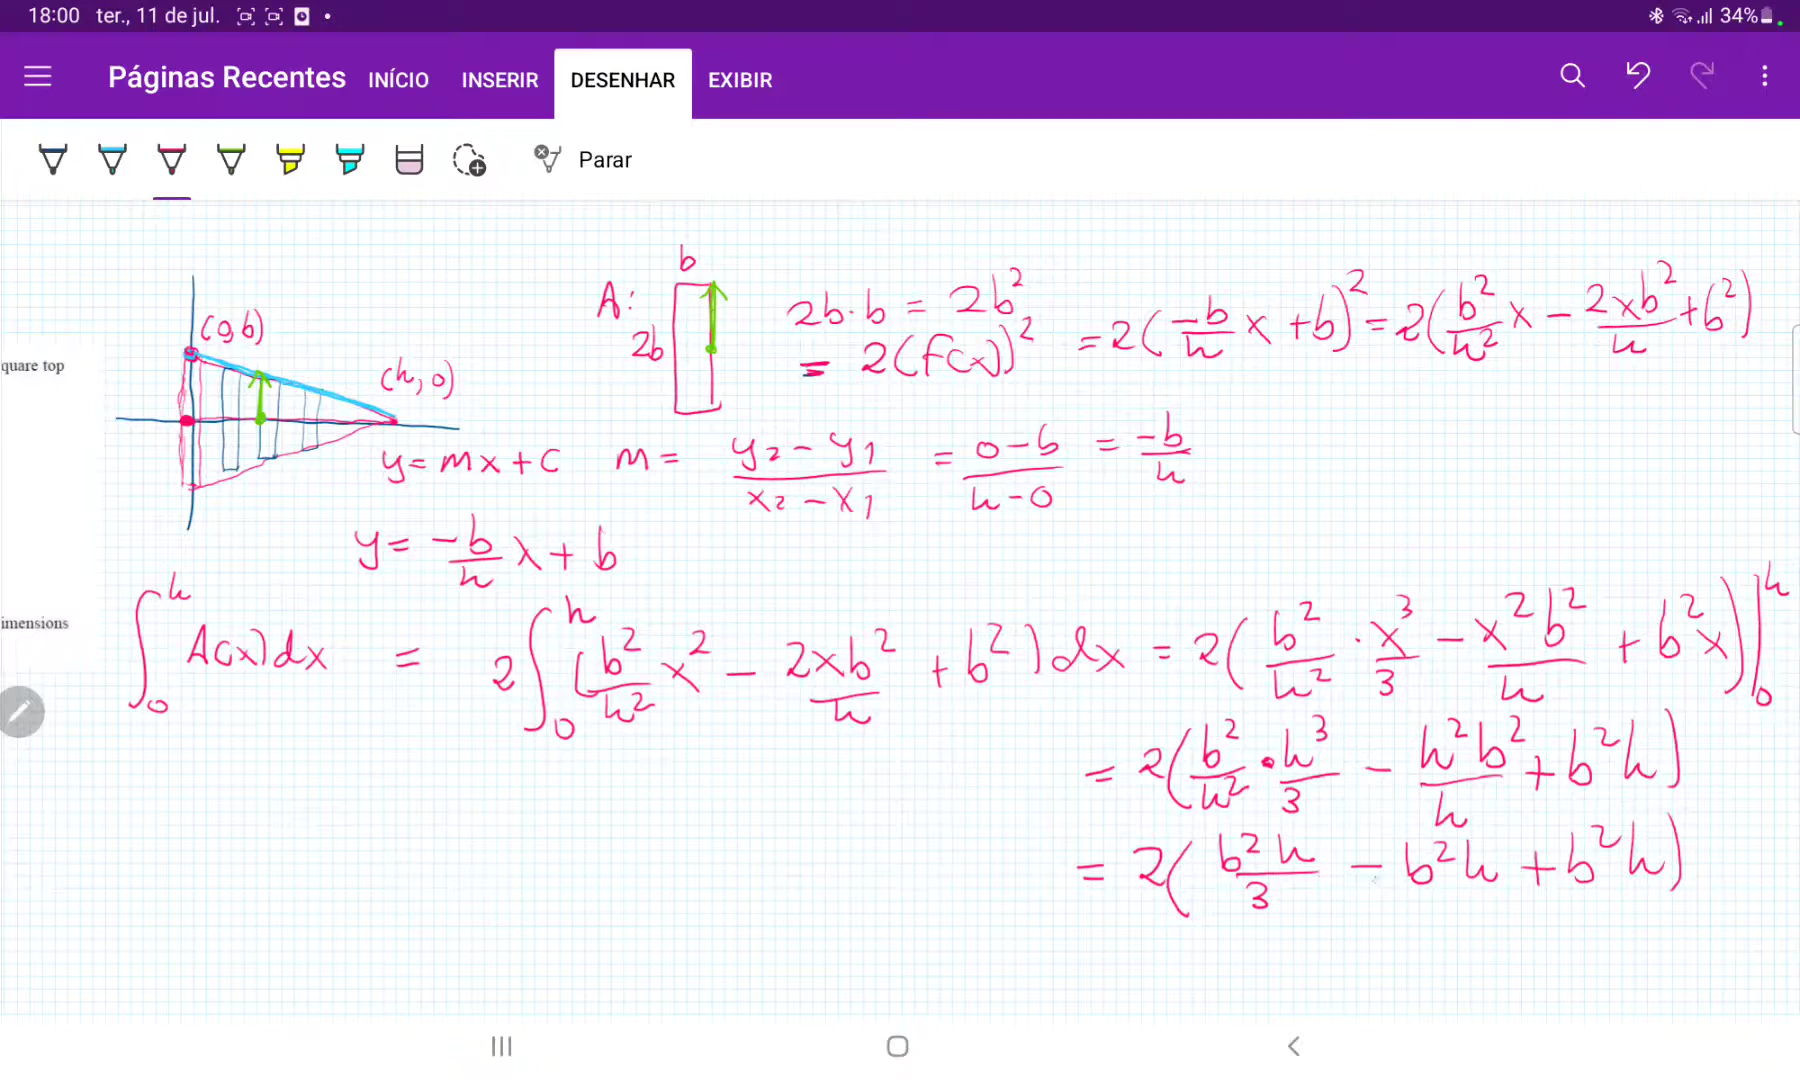 18:00 ter., 11 de jul. 34%
Páginas Recentes INÍCIO INSERIR DESENHAR EXIBIR
Parar
quare top
(0,b)
(h,0)
A:
b
2b
2b·b = 2b²
= 2(f(x))² = 2(-b/h x + b)² = 2(b²/h² x - 2xb²/h + b²)
y = mx + c m = y₂ - y₁ / x₂ - x₁ = 0 - b / h - 0 = -b/h
y = -b/h x + b
imensions
∫₀ʰ A(x)dx = 2∫₀ʰ (b²/h² x² - 2xb²/h + b²)dx = 2(b²/h² · x³/3 - x²b²/h + b²x)|₀ʰ
= 2(b²/h² · h³/3 - h²b²/h + b²h)
= 2(b²h/3 - b²h + b²h)